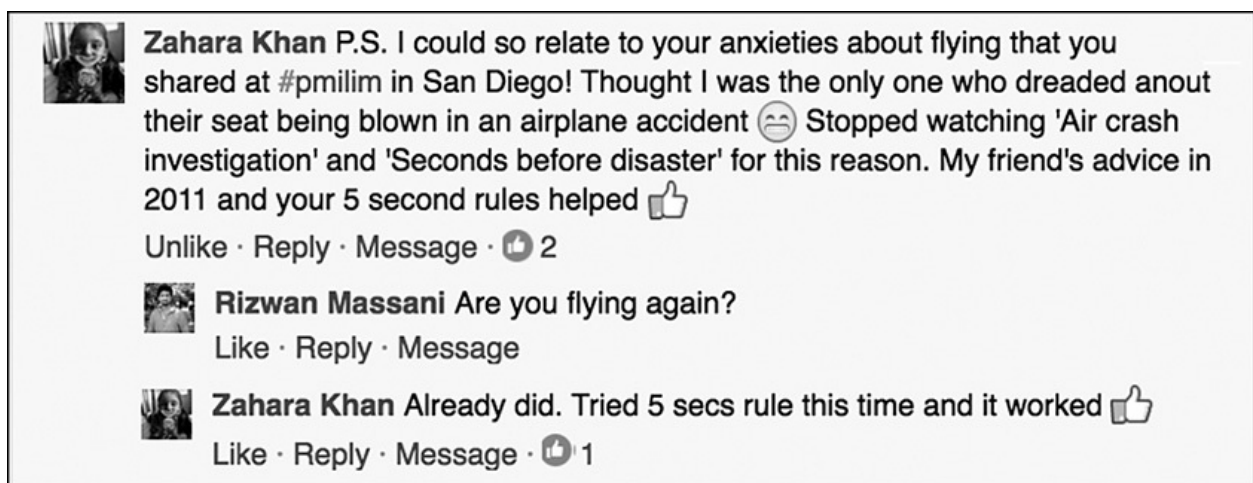 Zahara Khan P.S. I could so relate to your anxieties about flying that you
shared at #pmilim in San Diego! Thought I was the only one who dreaded anout
their seat being blown in an airplane accident 😁 Stopped watching 'Air crash
investigation' and 'Seconds before disaster' for this reason. My friend's advice in
2011 and your 5 second rules helped 👍
Unlike · Reply · Message · 👍 2
Rizwan Massani Are you flying again?
Like · Reply · Message
Zahara Khan Already did. Tried 5 secs rule this time and it worked 👍
Like · Reply · Message · 👍 1